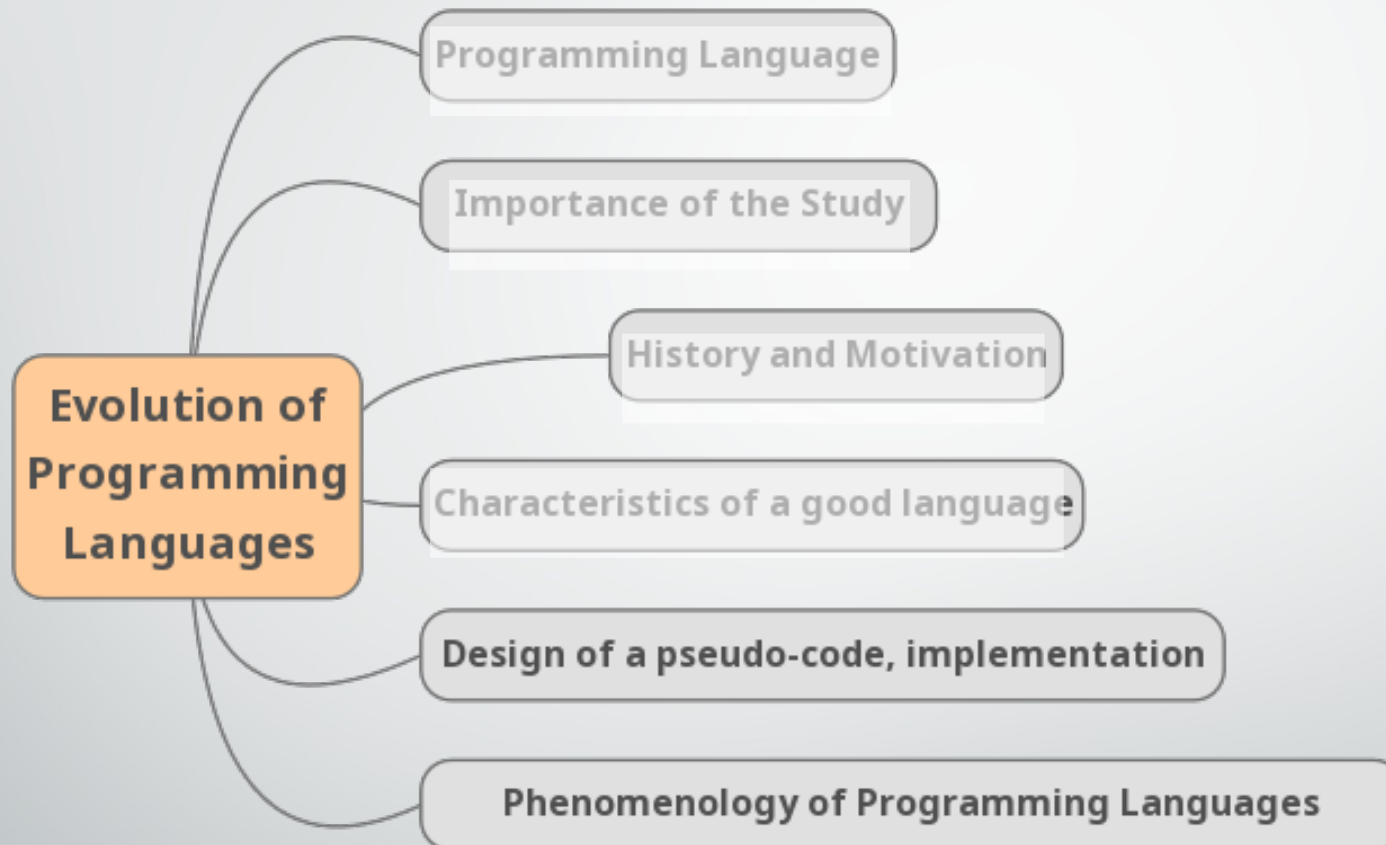 Programming Language
Importance of the Study
History and Motivation
Evolution of
Programming
Languages
Characteristics of a good language
Design of a pseudo-code, implementation
Phenomenology of Programming Languages